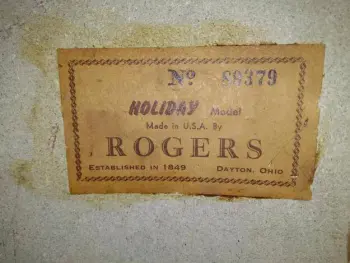 Nº 86379
HOLIDAY Model
Made in U.S.A. By
ROGERS
ESTABLISHED IN 1849 DAYTON, OHIO